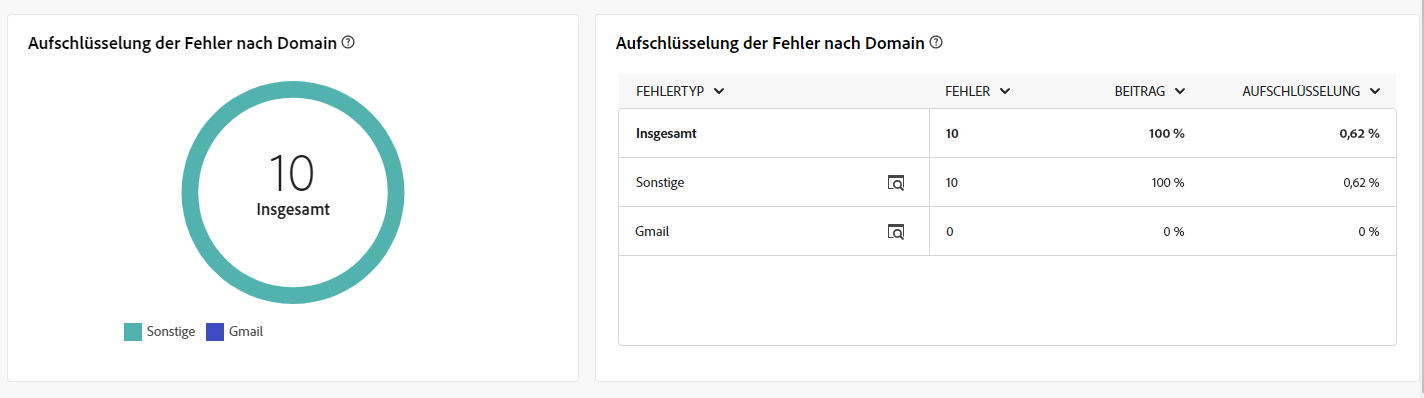 Aufschlüsselung der Fehler nach Domain
10
Insgesamt
Sonstige Gmail
Aufschlüsselung der Fehler nach Domain
FEHLERTYP FEHLER BEITRAG AUFSCHLÜSSELUNG
Insgesamt 10 100 % 0,62 %
Sonstige 10 100 % 0,62 %
Gmail 0 0 % 0 %